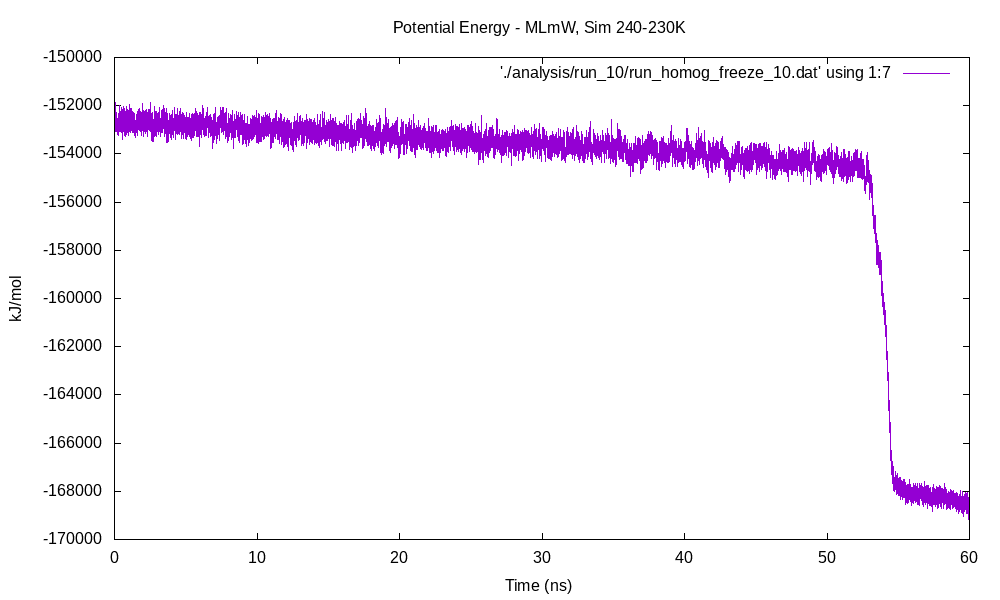 Potential Energy - MLmW, Sim 240-230K
'./analysis/run_10/run_homog_freeze_10.dat' using 1:7
-150000
-152000
-154000
-156000
-158000
-160000
-162000
-164000
-166000
-168000
-170000
kJ/mol
0 10 20 30 40 50 60
Time (ns)